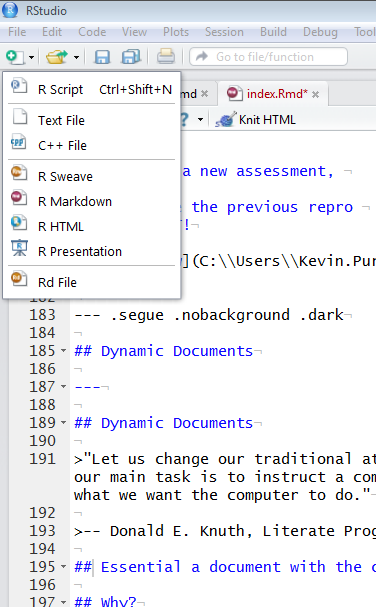 RStudio
File Edit Code View Plots Session Build Debug Tools
Go to file/function
R Script Ctrl+Shift+N
Text File
C++ File
R Sweave
R Markdown
R HTML
R Presentation
Rd File
md × index.Rmd* ×
? Knit HTML
a new assessment, ¬
¬
e the previous repro
! ¬
¬
](C:\\Users\\Kevin.Pur
¬
183 --- .segue .nobackground .dark¬
184 ¬
185 ## Dynamic Documents¬
186 ¬
187 ---¬
188 ¬
189 ## Dynamic Documents¬
190 ¬
191 >"Let us change our traditional at
our main task is to instruct a com
what we want the computer to do."¬
192 ¬
193 >-- Donald E. Knuth, Literate Prog
194 ¬
195 ## Essential a document with the c
196 ¬
197 ## Why?¬